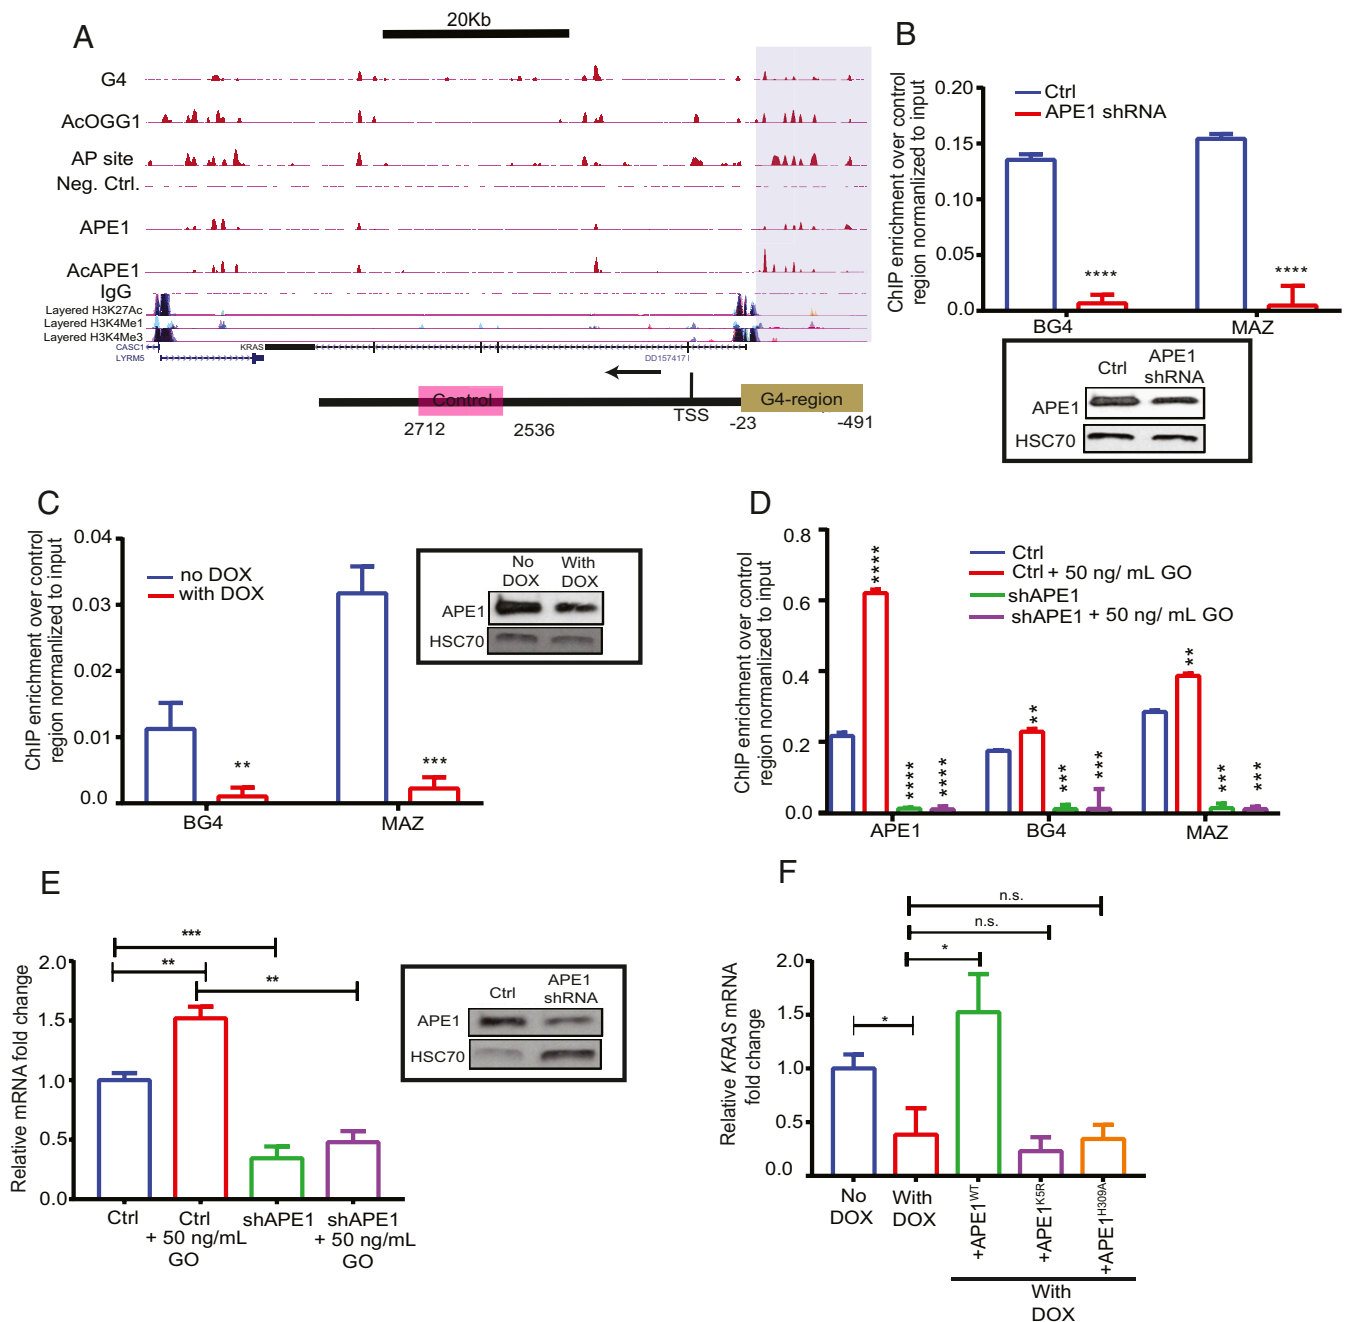 A
20Kb
G4
AcOGG1
AP site
Neg. Ctrl.
APE1
AcAPE1
IgG
Layered H3K27Ac
Layered H3K4Me1
Layered H3K4Me3
CASC1
KRAS
LYRM5
DD157417
Control
G4-region
TSS
2712
2536
-23
-491
B
ChIP enrichment over control
region normalized to input
0.20
0.15
0.10
0.05
0.0
Ctrl
APE1 shRNA
****
****
BG4
MAZ
Ctrl
APE1
shRNA
APE1
HSC70
C
ChIP enrichment over control
region normanlized to input
0.04
0.03
0.02
0.01
0.0
no DOX
with DOX
**
***
BG4
MAZ
No
DOX
With
DOX
APE1
HSC70
D
ChIP enrichment over control
region normalized to input
0.8
0.6
0.4
0.2
0.0
Ctrl
Ctrl + 50 ng/ mL GO
shAPE1
shAPE1 + 50 ng/ mL GO
****
****
****
**
***
***
**
***
***
APE1
BG4
MAZ
E
Relative mRNA fold change
2.0
1.5
1.0
0.5
0.0
***
**
**
Ctrl
Ctrl
+ 50 ng/mL
GO
shAPE1
shAPE1
+ 50 ng/mL
GO
Ctrl
APE1
shRNA
APE1
HSC70
F
Relative KRAS mRNA
fold change
2.0
1.5
1.0
0.5
0.0
n.s.
n.s.
*
*
No
DOX
With
DOX
+APE1WT
+APE1K5R
+APE1H309A
With
DOX